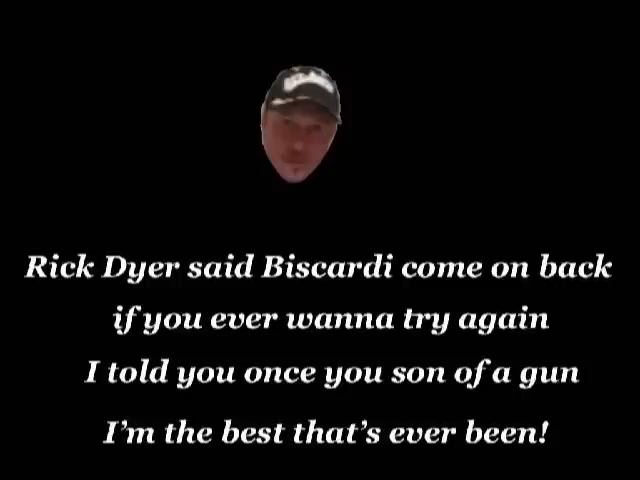 Rick Dyer said Biscardi come on back
if you ever wanna try again
I told you once you son of a gun
I'm the best that's ever been!